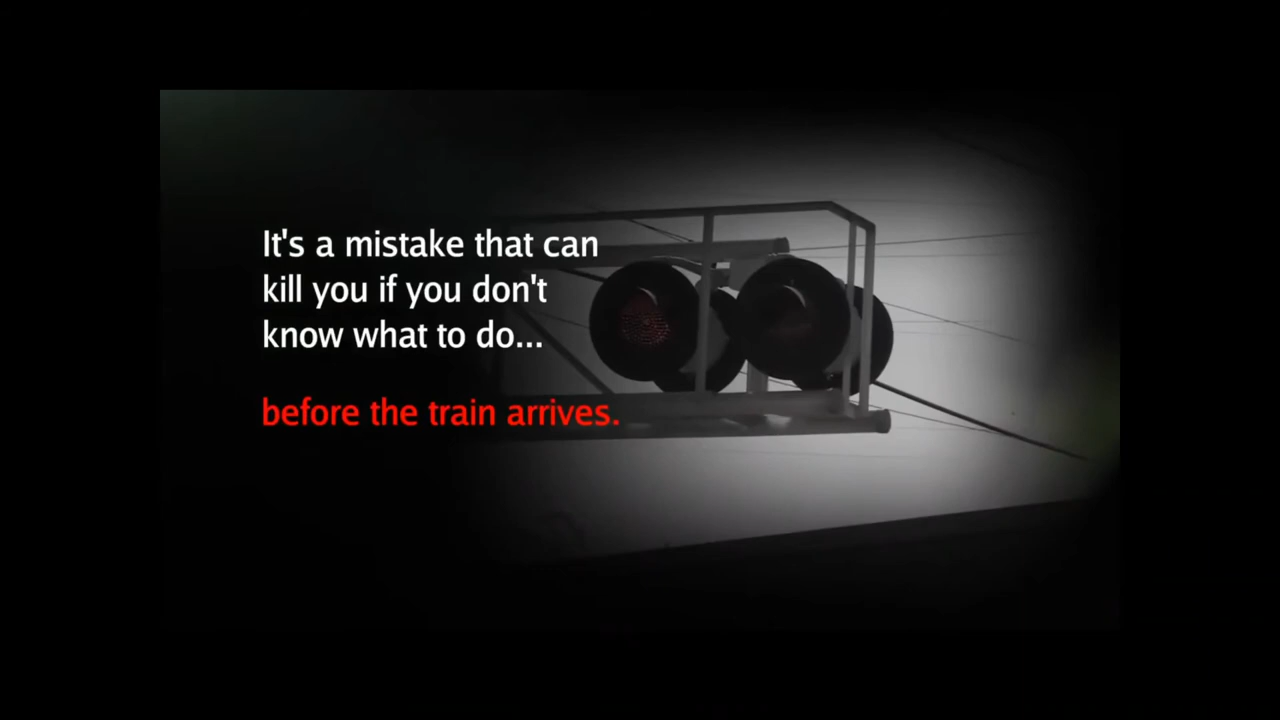 It's a mistake that can
kill you if you don't
know what to do...
before the train arrives.